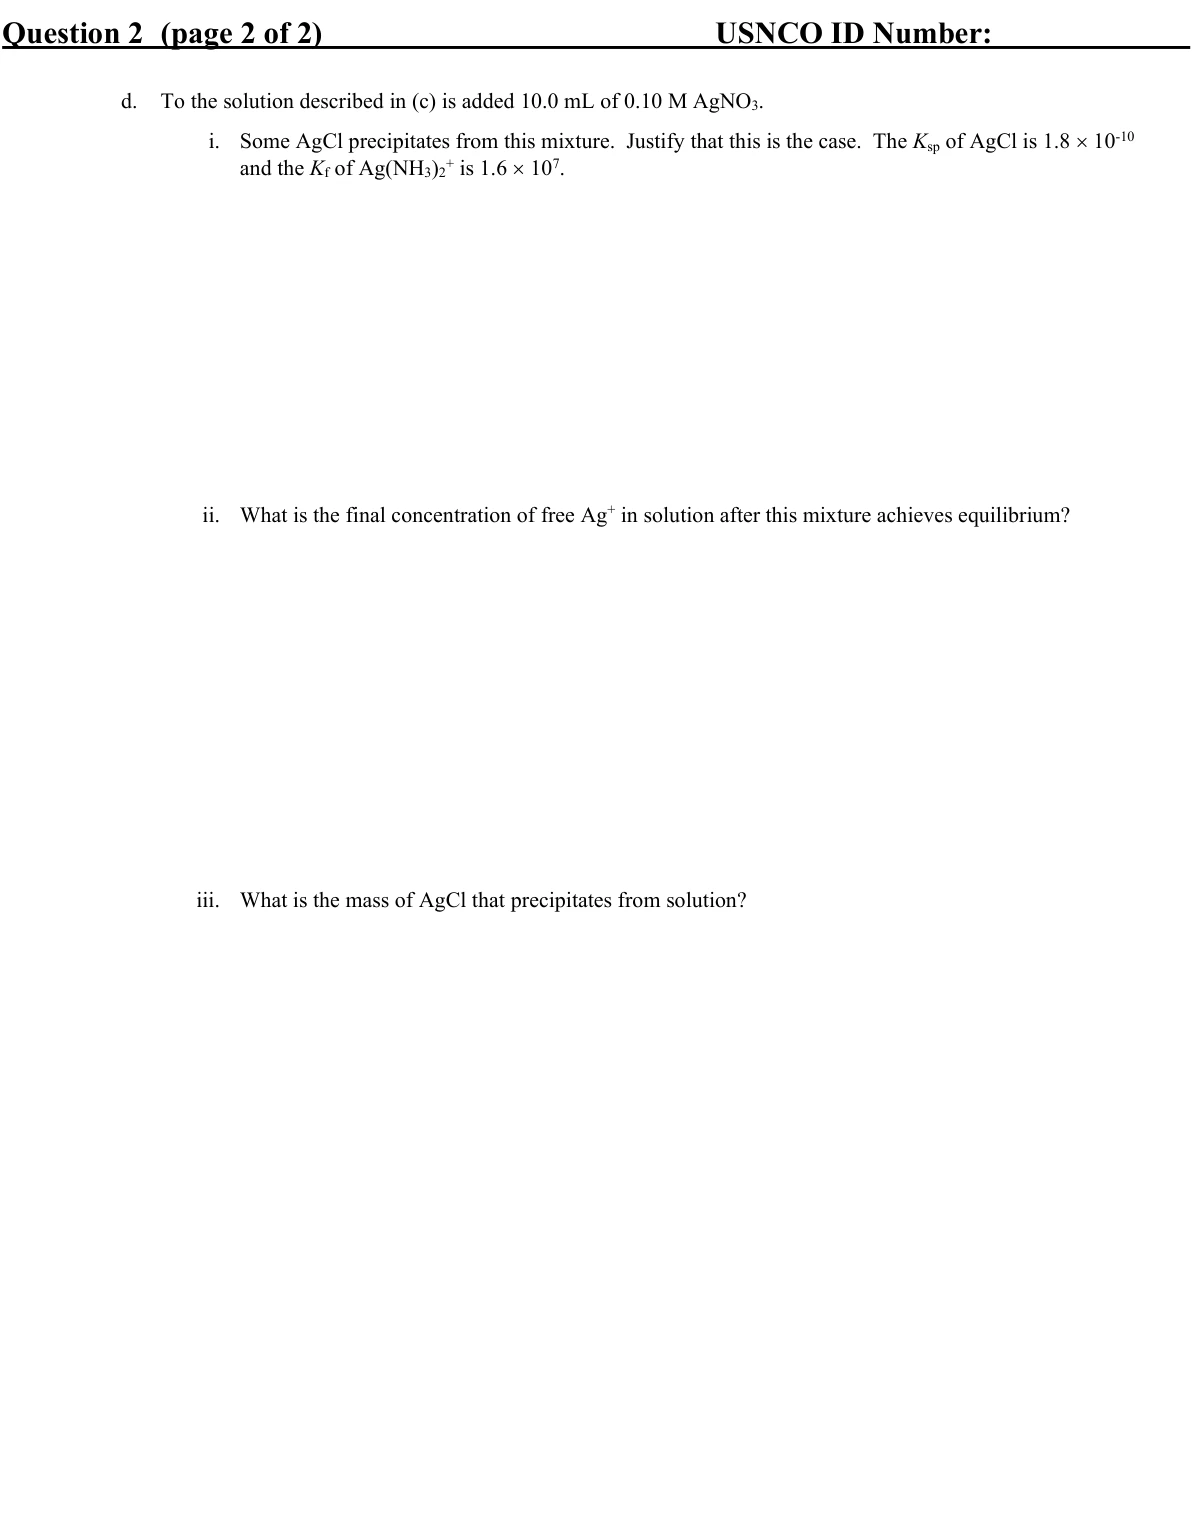 Question 2 (page 2 of 2) USNCO ID Number:
d. To the solution described in (c) is added 10.0 mL of 0.10 M AgNO₃.
i. Some AgCl precipitates from this mixture. Justify that this is the case. The Kₛₚ of AgCl is 1.8 × 10⁻¹⁰
and the K_f of Ag(NH₃)₂⁺ is 1.6 × 10⁷.
ii. What is the final concentration of free Ag⁺ in solution after this mixture achieves equilibrium?
iii. What is the mass of AgCl that precipitates from solution?